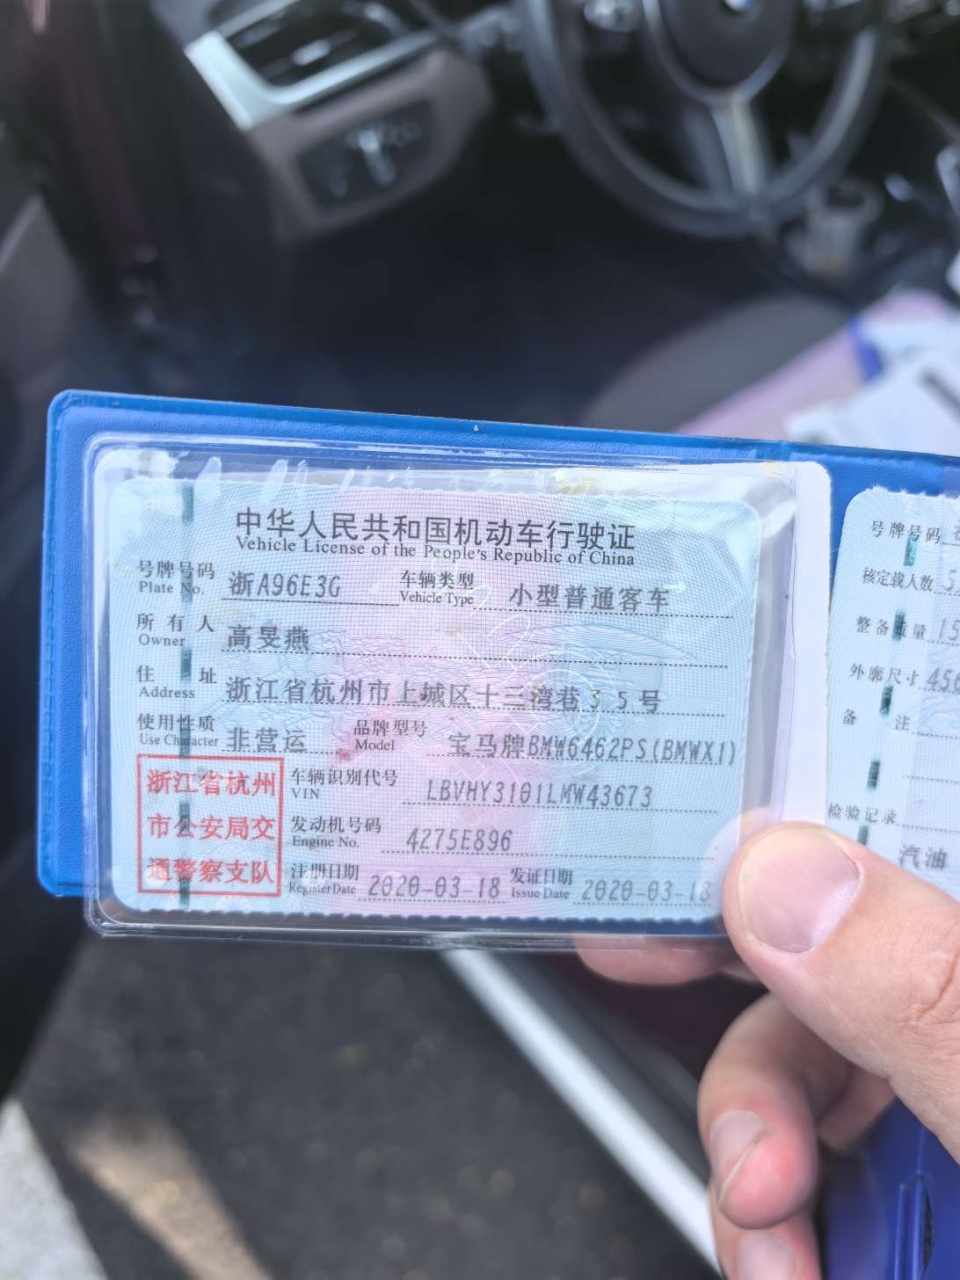 中华人民共和国机动车行驶证
Vehicle License of the People's Republic of China
号牌号码 浙A96E3G 车辆类型 小型普通客车
Plate No. Vehicle Type
所有人 高旻燕
Owner
住址 浙江省杭州市上城区十三湾巷35号
Address
使用性质 非营运 品牌型号 宝马牌BMW6462PS(BMWX1)
Use Character Model
浙江省杭州
市公安局交
通警察支队
车辆识别代号 LBVHY3101LMW43673
VIN
发动机号码 4275E896
Engine No.
注册日期 2020-03-18 发证日期 2020-03-18
Register Date Issue Date
号牌号码
核定载人数 5
整备质量 15
外廓尺寸 456
备注
检验记录
汽油